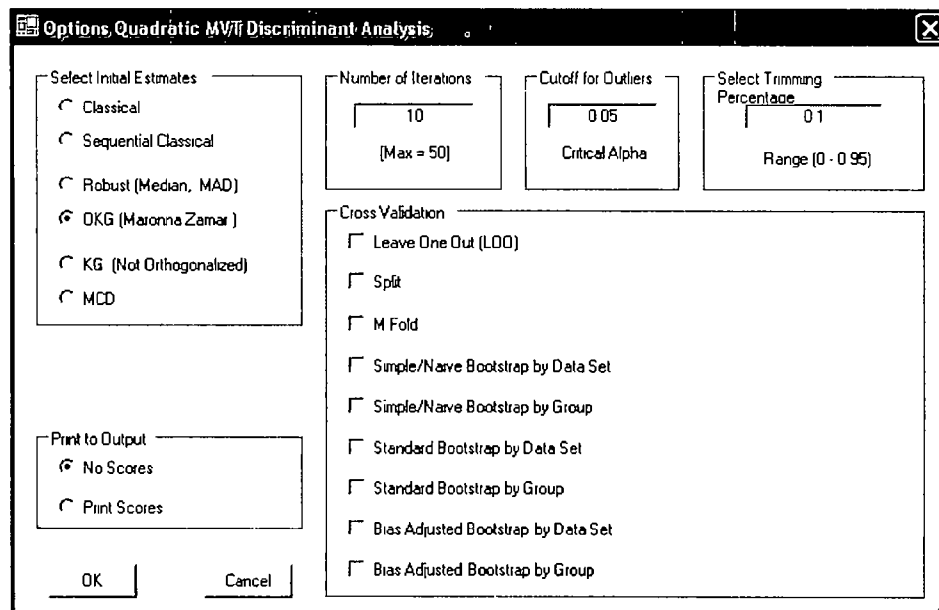 Options, Quadratic MVT Discriminant Analysis
Select Initial Estimates
Classical
Sequential Classical
Robust (Median, MAD)
OKG (Maronna Zamar)
KG (Not Orthogonalized)
MCD
Number of Iterations
10
[Max = 50]
Cutoff for Outliers
0.05
Critical Alpha
Select Trimming
Percentage
0.1
Range (0 - 0.95)
Cross Validation
Leave One Out (LOO)
Split
M Fold
Simple/Naive Bootstrap by Data Set
Simple/Naive Bootstrap by Group
Standard Bootstrap by Data Set
Standard Bootstrap by Group
Bias Adjusted Bootstrap by Data Set
Bias Adjusted Bootstrap by Group
Print to Output
No Scores
Print Scores
OK
Cancel